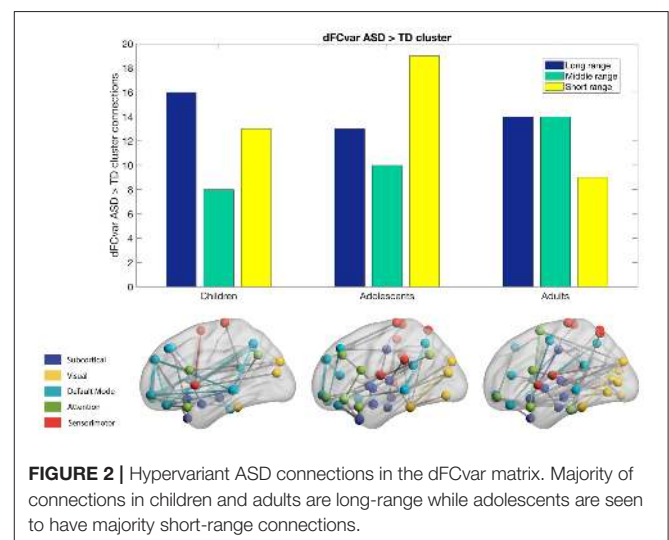 dFCvar ASD > TD cluster
20
18
16
14
12
10
8
6
4
2
0
dFCvar ASD > TD cluster connections
Long range
Middle range
Short range
Children
Adolescents
Adults
Subcortical
Visual
Default Mode
Attention
Sensorimotor
FIGURE 2 | Hypervariant ASD connections in the dFCvar matrix. Majority of
connections in children and adults are long-range while adolescents are seen
to have majority short-range connections.